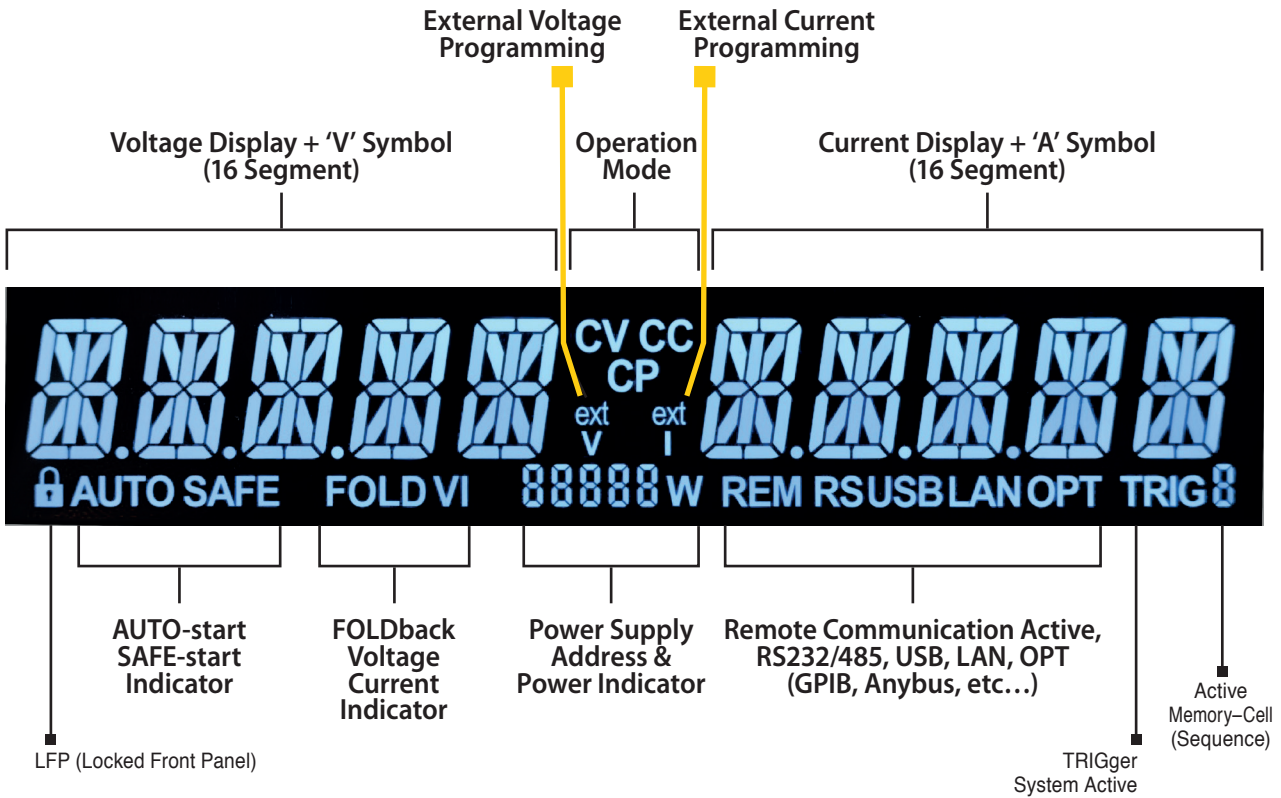 External Voltage
Programming
External Current
Programming
Voltage Display + ‘V’ Symbol
(16 Segment)
Operation
Mode
Current Display + ‘A’ Symbol
(16 Segment)
CV CC
CP
ext ext
V I
AUTO SAFE FOLD VI 88888 W REM RS USB LAN OPT TRIG 8
AUTO-start
SAFE-start
Indicator
FOLDback
Voltage
Current
Indicator
Power Supply
Address &
Power Indicator
Remote Communication Active,
RS232/485, USB, LAN, OPT
(GPIB, Anybus, etc…)
Active
Memory–Cell
(Sequence)
LFP (Locked Front Panel)
TRIGger
System Active